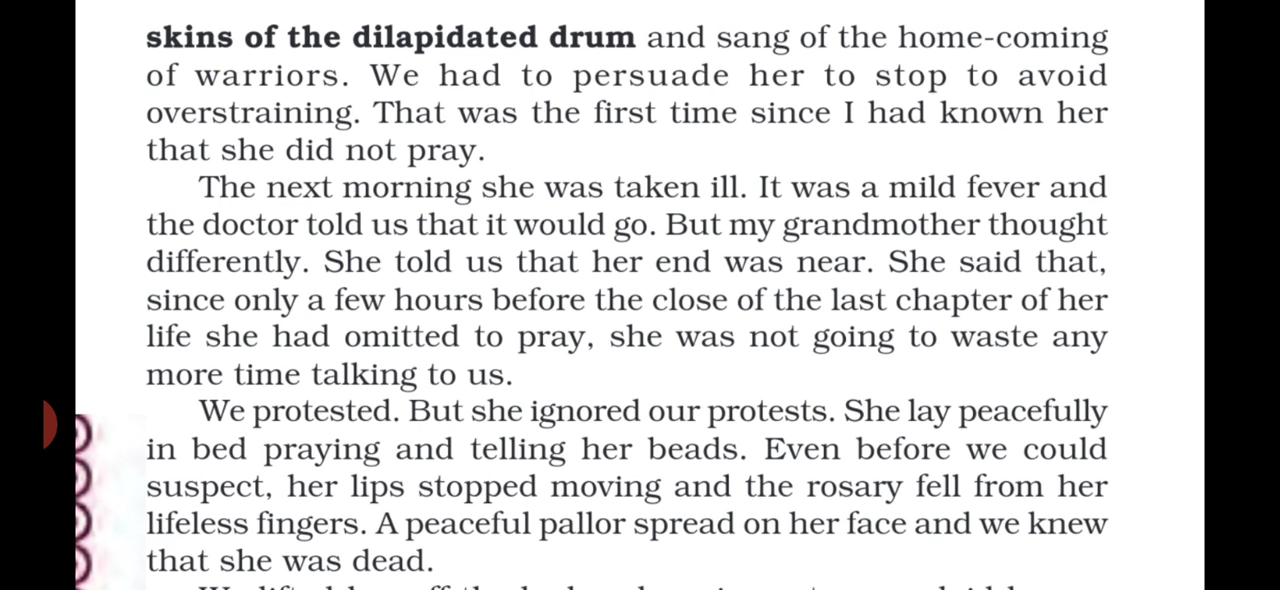 skins of the dilapidated drum and sang of the home-coming
of warriors. We had to persuade her to stop to avoid
overstraining. That was the first time since I had known her
that she did not pray.
The next morning she was taken ill. It was a mild fever and
the doctor told us that it would go. But my grandmother thought
differently. She told us that her end was near. She said that,
since only a few hours before the close of the last chapter of her
life she had omitted to pray, she was not going to waste any
more time talking to us.
We protested. But she ignored our protests. She lay peacefully
in bed praying and telling her beads. Even before we could
suspect, her lips stopped moving and the rosary fell from her
lifeless fingers. A peaceful pallor spread on her face and we knew
that she was dead.